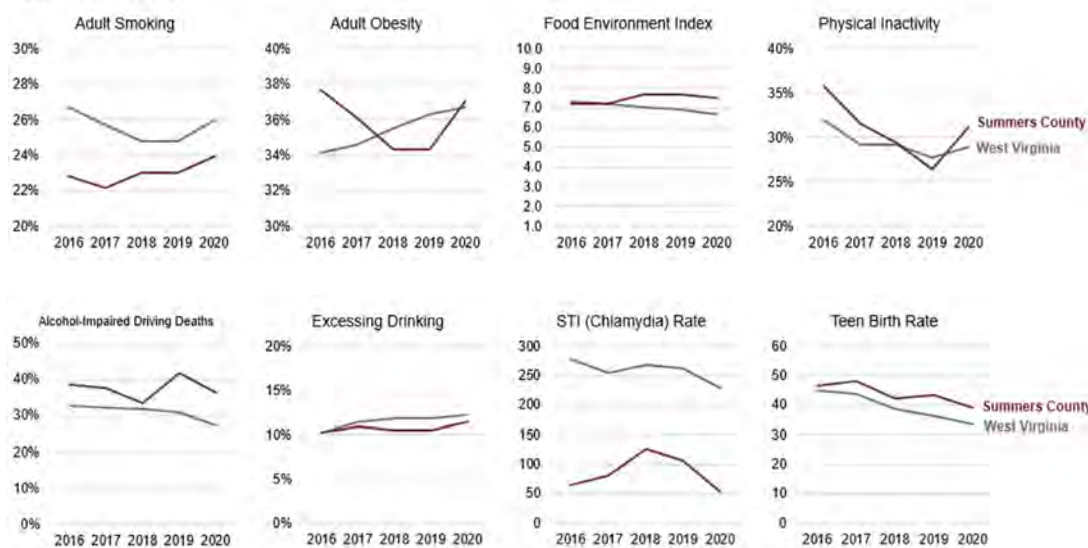 Adult Smoking
30%
28%
26%
24%
22%
20%
2016 2017 2018 2019 2020
Adult Obesity
40%
38%
36%
34%
32%
30%
2016 2017 2018 2019 2020
Food Environment Index
10.0
9.0
8.0
7.0
6.0
5.0
4.0
3.0
2.0
1.0
2016 2017 2018 2019 2020
Physical Inactivity
40%
35%
30%
25%
20%
2016 2017 2018 2019 2020
Summers County
West Virginia
Alcohol-Impaired Driving Deaths
50%
40%
30%
20%
10%
0%
2016 2017 2018 2019 2020
Excessing Drinking
20%
15%
10%
5%
0%
2016 2017 2018 2019 2020
STI (Chlamydia) Rate
300
250
200
150
100
50
0
2016 2017 2018 2019 2020
Teen Birth Rate
60
50
40
30
20
10
0
2016 2017 2018 2019 2020
Summers County
West Virginia